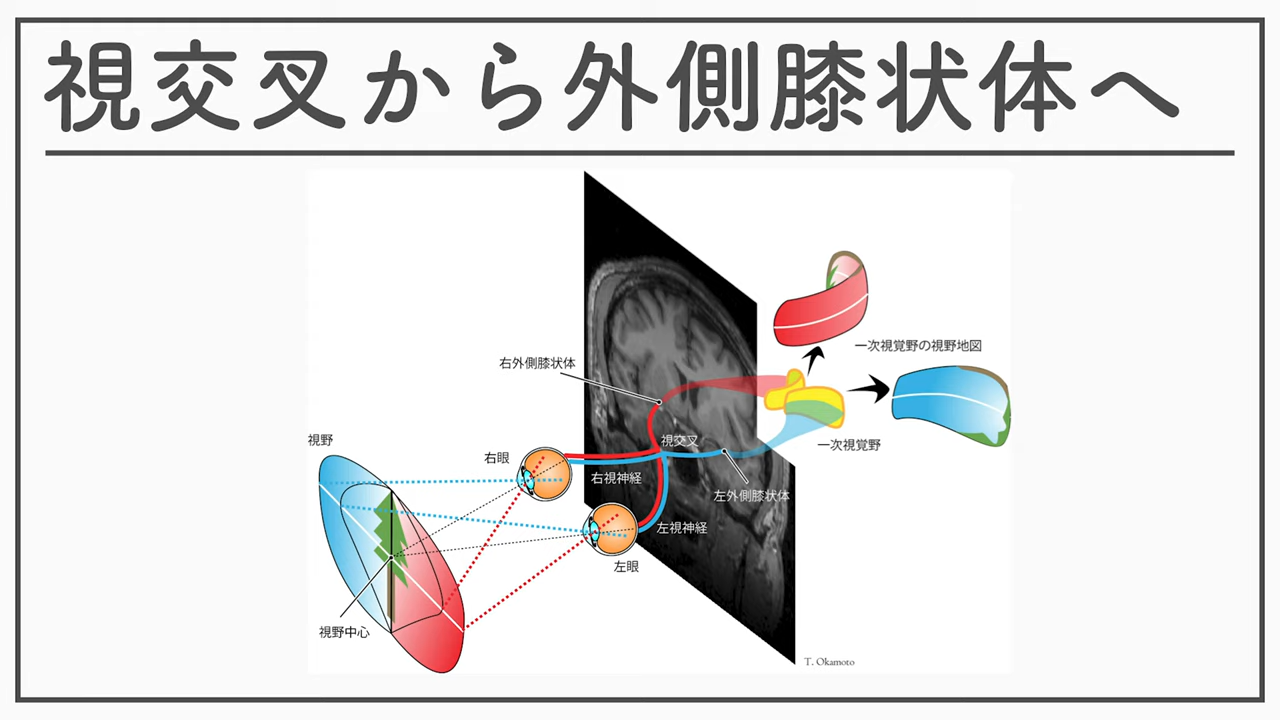 視交叉から外側膝状体へ
一次視覚野の視野地図
右外側膝状体
視野
視交叉
一次視覚野
右眼
右視神経
左外側膝状体
左視神経
左眼
視野中心
T. Okamoto